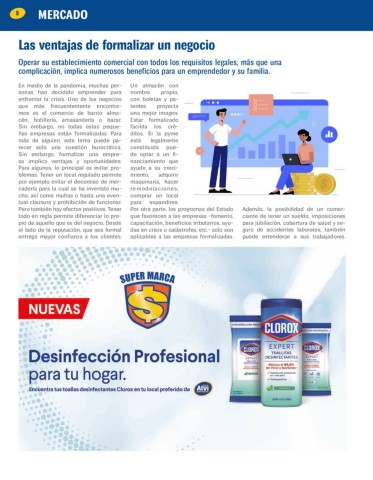 8
MERCADO
Las ventajas de formalizar un negocio
Operar su establecimiento comercial con todos los requisitos legales, más que una
complicación, implica numerosos beneficios para un emprendedor y su familia.
En medio de la pandemia, muchas per-
sonas han decidido emprender para
enfrentar la crisis. Uno de los negocios
que más frecuentemente encontra-
mos es el comercio de barrio: alma-
cén, botillería, amasandería o bazar.
Sin embargo, no todas estas peque-
ñas empresas están formalizadas. Para
más de alguien, este tema puede pa-
recer solo una cuestión burocrática.
Sin embargo, formalizar una empre-
sa implica ventajas y oportunidades.
Para algunos, lo principal es evitar pro-
blemas. Tener un local regulado permite
por ejemplo evitar el decomiso de mer-
cadería para la cual se ha invertido mu-
cho, así como multas o hasta una even-
tual clausura y prohibición de funcionar.
Pero también hay efectos positivos. Tener
todo en regla permite diferenciar lo pro-
pio de aquello que es del negocio. Desde
el lado de la reputación, que sea formal
entrega mayor confianza a los clientes.
Un almacén con
nombre propio,
con boletas y pa-
tentes proyecta
una mejor imagen.
Estar formalizado
facilita los cré-
ditos. Si la pyme
está legalmente
constituida pue-
de optar a un fi-
nanciamiento que
ayude a su creci-
miento, adquirir
maquinaria, hacer
remodelaciones,
comprar un local
para expandirse.
Por otra parte, los programas del Estado
que favorecen a las empresas -fomento,
capacitación, beneficios tributarios, ayu-
das en crisis o catástrofes, etc.- solo son
aplicables a las empresas formalizadas.
Además, la posibilidad de un comer-
ciante de tener un sueldo, imposiciones
para jubilación, cobertura de salud y se-
guro de accidentes laborales, también
puede extenderse a sus trabajadores.
SUPER MARCA
$
NUEVAS
Desinfección Profesional
para tu hogar.
Encuentra tus toallas desinfectantes Clorox en tu local preferido de
Alvi
CLOROX
EXPERT
TOALLITAS
DESINFECTANTES